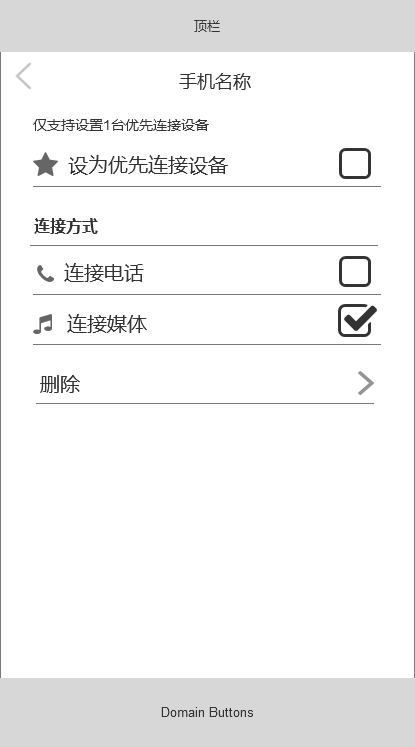 顶栏
手机名称
仅支持设置1台优先连接设备
设为优先连接设备
连接方式
连接电话
连接媒体
删除
Domain Buttons